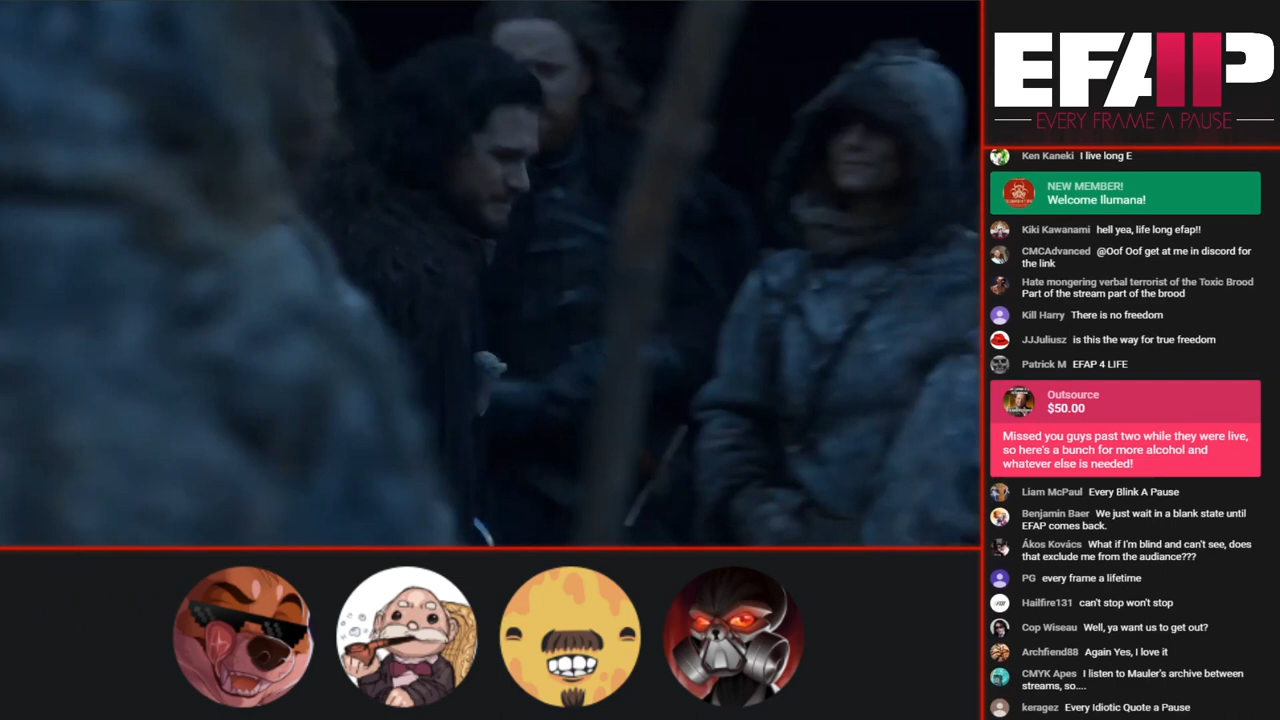 EFAP
EVERY FRAME A PAUSE
Ken Kaneki I live long E
NEW MEMBER!
Welcome Ilumana!
Kiki Kawanami hell yea, life long efap!!
CMCAdvanced @Oof Oof get at me in discord for
the link
Hate mongering verbal terrorist of the Toxic Brood
Part of the stream part of the brood
Kill Harry There is no freedom
JJJuliusz is this the way for true freedom
Patrick M EFAP 4 LIFE
Outsource
$50.00
Missed you guys past two while they were live,
so here's a bunch for more alcohol and
whatever else is needed!
Liam McPaul Every Blink A Pause
Benjamin Baer We just wait in a blank state until
EFAP comes back.
Ákos Kovács What if I'm blind and can't see, does
that exclude me from the audiance???
PG every frame a lifetime
Hailfire131 can't stop won't stop
Cop Wiseau Well, ya want us to get out?
Archfiend88 Again Yes, I love it
CMYK Apes I listen to Mauler's archive between
streams, so....
keragez Every Idiotic Quote a Pause